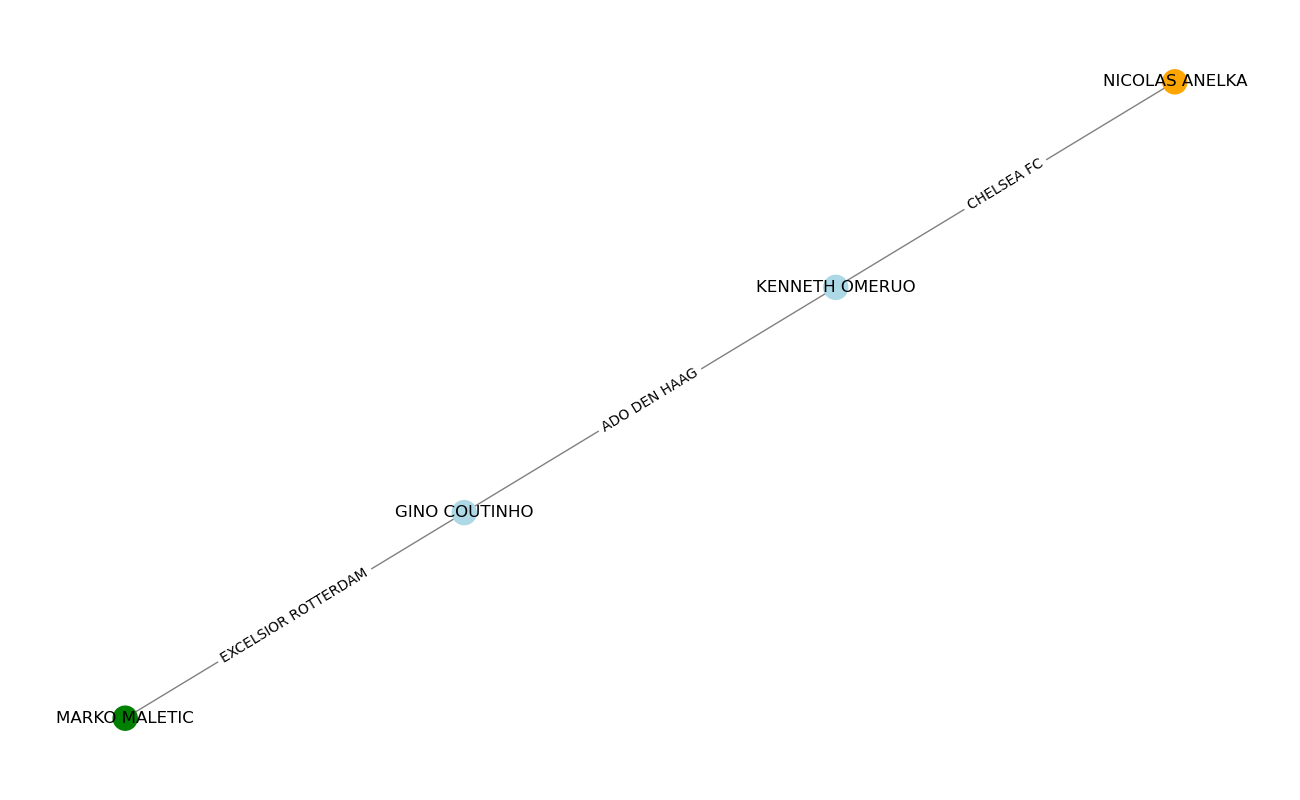 NICOLAS ANELKA
CHELSEA FC
KENNETH OMERUO
ADO DEN HAAG
GINO COUTINHO
EXCELSIOR ROTTERDAM
MARKO MALETIC